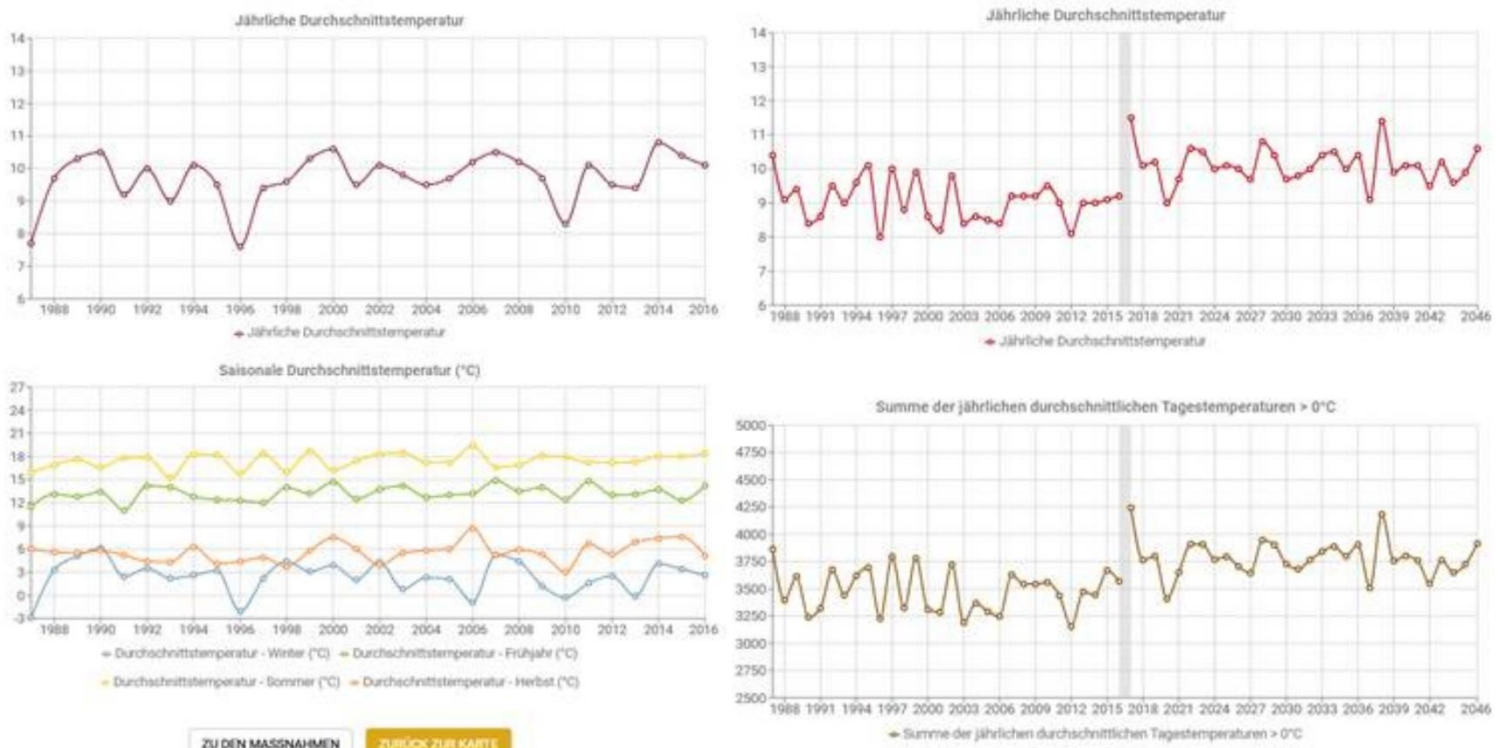 Jährliche Durchschnittstemperatur
14
13
12
11
10
9
8
7
6
1988 1990 1992 1994 1996 1998 2000 2002 2004 2006 2008 2010 2012 2014 2016
Jährliche Durchschnittstemperatur
Saisonale Durchschnittstemperatur (°C)
27
24
21
18
15
12
9
6
3
0
-3
1988 1990 1992 1994 1996 1998 2000 2002 2004 2006 2008 2010 2012 2014 2016
Durchschnittstemperatur - Winter (°C) Durchschnittstemperatur - Frühjahr (°C)
Durchschnittstemperatur - Sommer (°C) Durchschnittstemperatur - Herbst (°C)
ZU DEN MASSNAHMEN ZURÜCK ZUR KARTE
Jährliche Durchschnittstemperatur
14
13
12
11
10
9
8
7
6
1988 1991 1994 1997 2000 2003 2006 2009 2012 2015 2018 2021 2024 2027 2030 2033 2036 2039 2042 2046
Jährliche Durchschnittstemperatur
Summe der jährlichen durchschnittlichen Tagestemperaturen > 0°C
5000
4750
4500
4250
4000
3750
3500
3250
3000
2750
2500
1988 1991 1994 1997 2000 2003 2006 2009 2012 2015 2018 2021 2024 2027 2030 2033 2036 2039 2042 2046
Summe der jährlichen durchschnittlichen Tagestemperaturen > 0°C